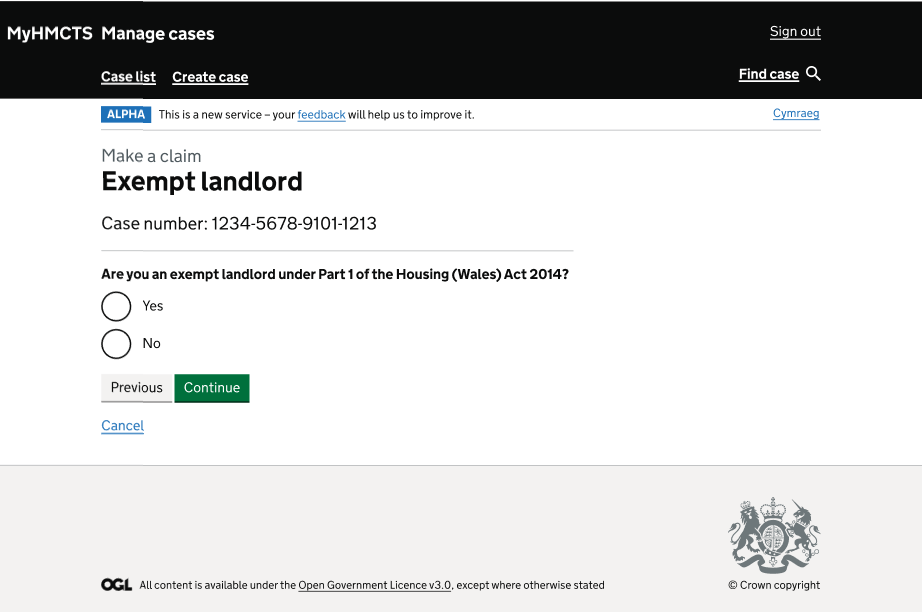 MyHMCTS Manage cases
Sign out
Case list Create case
Find case
ALPHA This is a new service – your feedback will help us to improve it.
Cymraeg
Make a claim
Exempt landlord
Case number: 1234-5678-9101-1213
Are you an exempt landlord under Part 1 of the Housing (Wales) Act 2014?
Yes
No
Previous Continue
Cancel
OGL All content is available under the Open Government Licence v3.0, except where otherwise stated
© Crown copyright